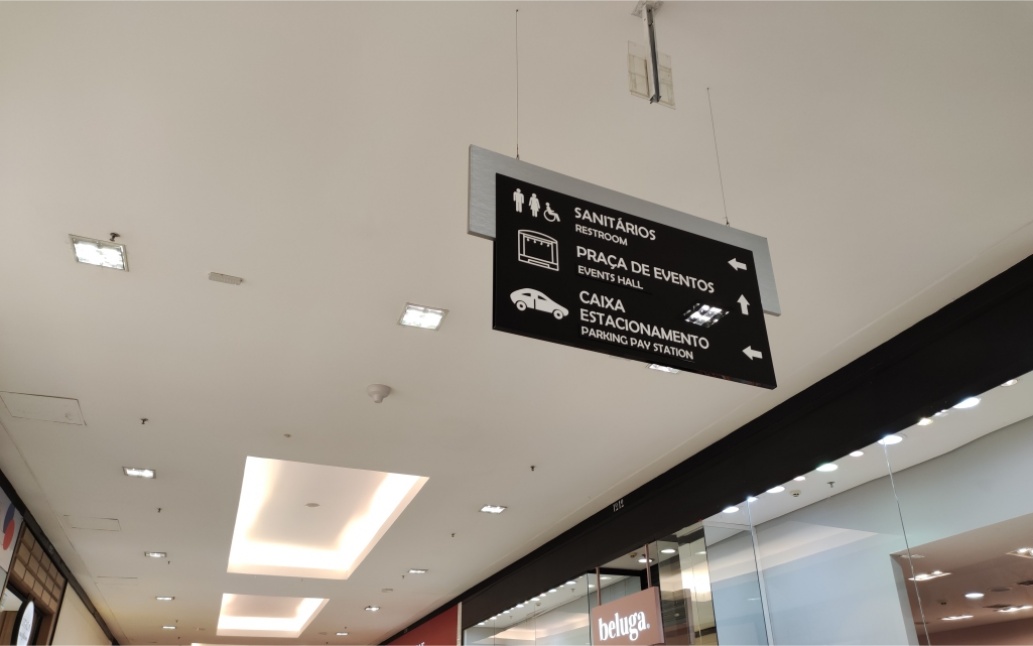 SANITÁRIOS
RESTROOM
PRAÇA DE EVENTOS
EVENTS HALL
CAIXA
ESTACIONAMENTO
PARKING PAY STATION
beluga.